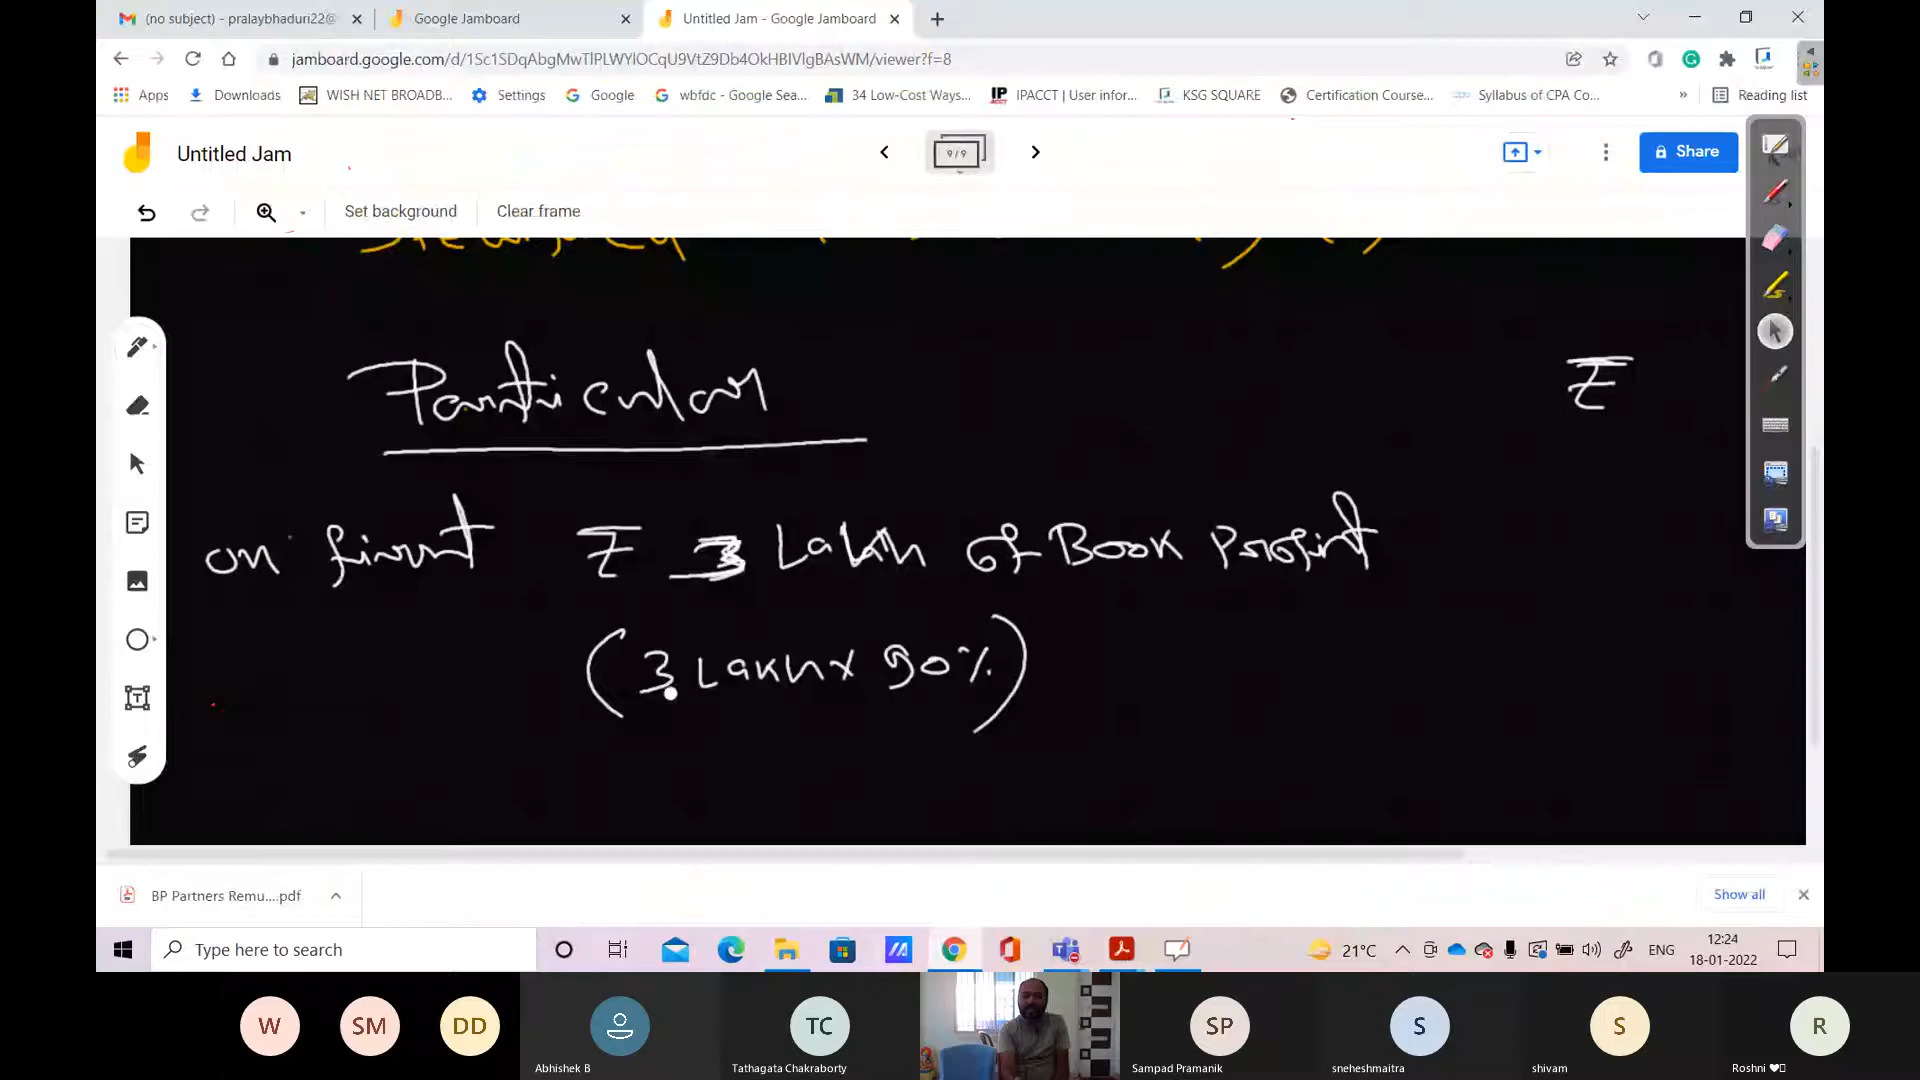 (no subject) - pralaybhaduri22@
Google Jamboard
Untitled Jam - Google Jamboard
jamboard.google.com/d/1Sc1SDqAbgMwTlPLWYlOCqU9VtZ9Db4OkHBIVlgBAsWM/viewer?f=8
Apps
Downloads
WISH NET BROADB...
Settings
Google
wbfdc - Google Sea...
34 Low-Cost Ways...
IPACCT | User infor...
KSG SQUARE
Certification Course...
Syllabus of CPA Co...
»
Reading list
Untitled Jam
9/9
Share
Set background
Clear frame
Particular ₹
on first ₹ 3 Lakh of Book Profit
(3 Lakh x 90%)
BP Partners Remu....pdf
Show all
Type here to search
21°C
ENG
12:24
18-01-2022
W
SM
DD
TC
SP
S
S
R
Abhishek B
Tathagata Chakraborty
Sampad Pramanik
sneheshmaitra
shivam
Roshni ❤